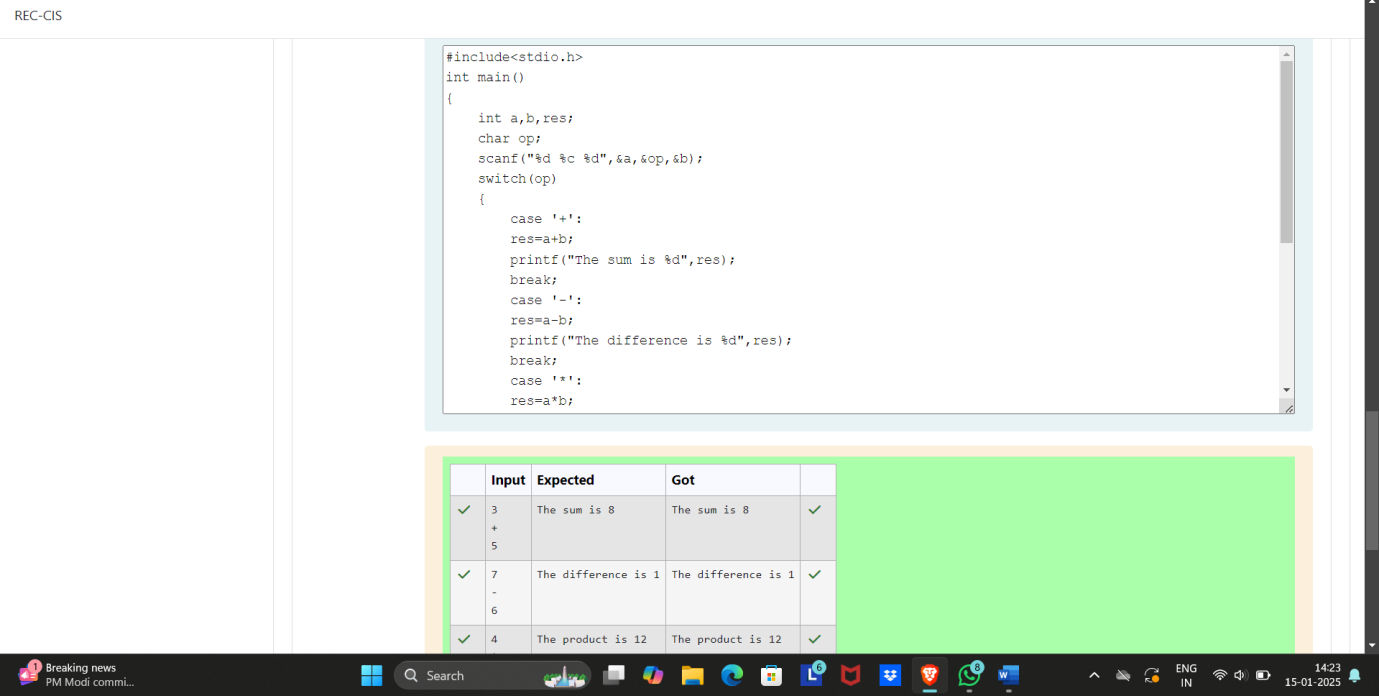 REC-CIS
#include<stdio.h>
int main()
{
int a,b,res;
char op;
scanf("%d %c %d",&a,&op,&b);
switch(op)
{
case '+':
res=a+b;
printf("The sum is %d",res);
break;
case '-':
res=a-b;
printf("The difference is %d",res);
break;
case '*':
res=a*b;
Input Expected Got
3 The sum is 8 The sum is 8
+
5
7 The difference is 1 The difference is 1
-
6
4 The product is 12 The product is 12
1 Breaking news
PM Modi commi...
Search
L 6
8
W
ENG
IN
14:23
15-01-2025